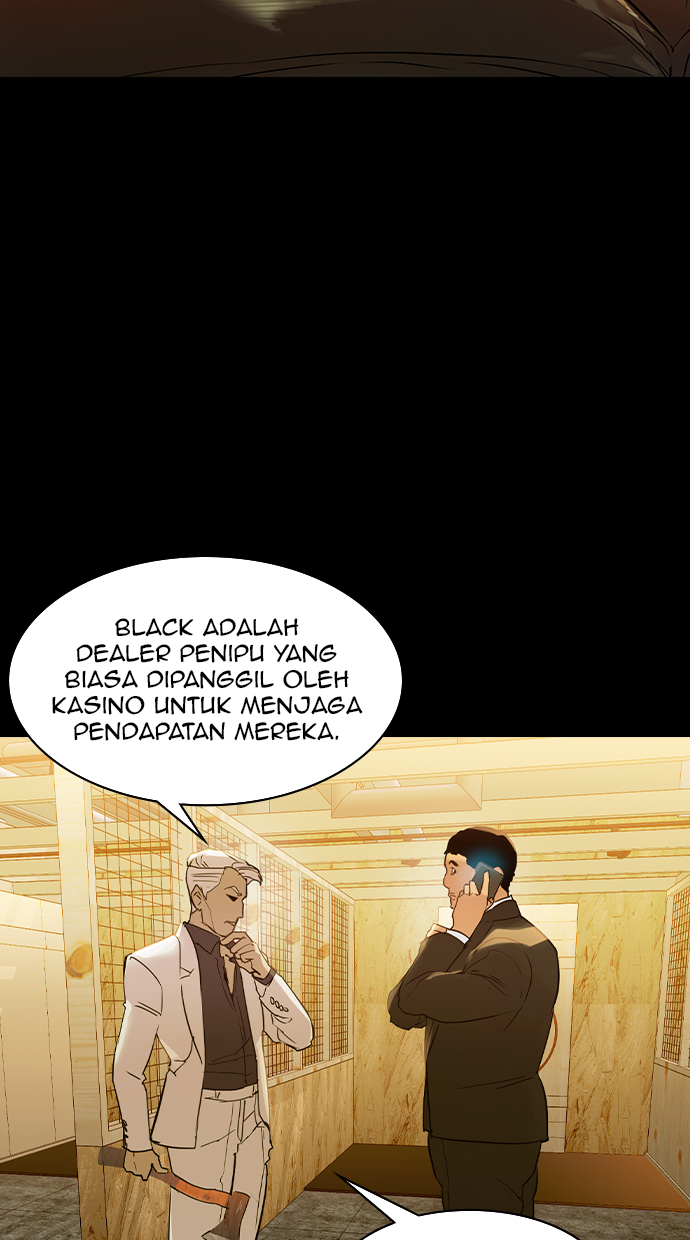 BLACK ADALAH
DEALER PENIPU YANG
BIASA DIPANGGIL OLEH
KASINO UNTUK MENJAGA
PENDAPATAN MEREKA.